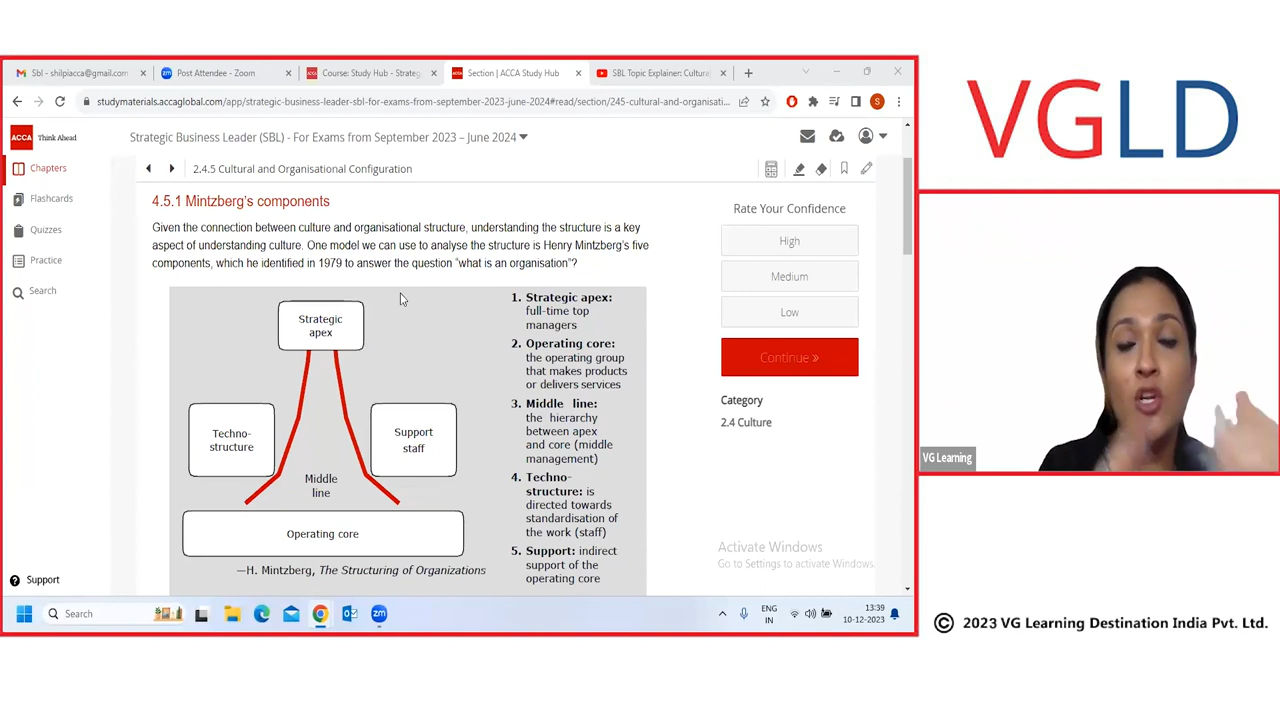 Sbl - shilpiacca@gmail.com
Post Attendee - Zoom
Course: Study Hub - Strateg
Section | ACCA Study Hub
SBL Topic Explainer: Cultura
studymaterials.accaglobal.com/app/strategic-business-leader-sbl-for-exams-from-september-2023-june-2024#read/section/245-cultural-and-organisati...
S
ACCA
Think Ahead
Strategic Business Leader (SBL) - For Exams from September 2023 – June 2024
Chapters
Flashcards
Quizzes
Practice
Search
Support
2.4.5 Cultural and Organisational Configuration
4.5.1 Mintzberg's components
Given the connection between culture and organisational structure, understanding the structure is a key
aspect of understanding culture. One model we can use to analyse the structure is Henry Mintzberg's five
components, which he identified in 1979 to answer the question "what is an organisation"?
Strategic
apex
Techno-
structure
Support
staff
Middle
line
Operating core
—H. Mintzberg, The Structuring of Organizations
1. Strategic apex:
full-time top
managers
2. Operating core:
the operating group
that makes products
or delivers services
3. Middle line:
the hierarchy
between apex
and core (middle
management)
4. Techno-
structure: is
directed towards
standardisation of
the work (staff)
5. Support: indirect
support of the
operating core
Rate Your Confidence
High
Medium
Low
Continue »
Category
2.4 Culture
Activate Windows
Go to Settings to activate Windows.
Search
zm
ENG
IN
13:39
10-12-2023
VGLD
VG Learning
© 2023 VG Learning Destination India Pvt. Ltd.